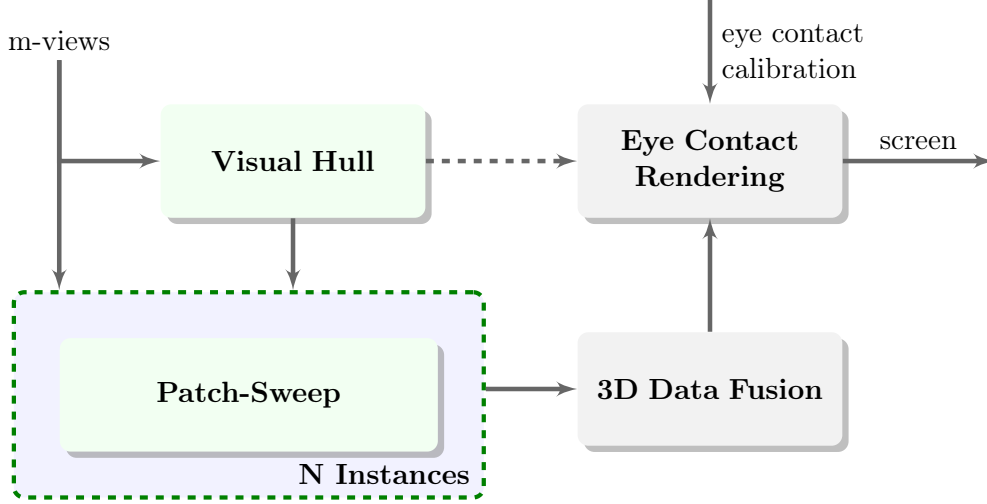 m-views
eye contact
calibration
Visual Hull
Eye Contact
Rendering
screen
Patch-Sweep
3D Data Fusion
N Instances